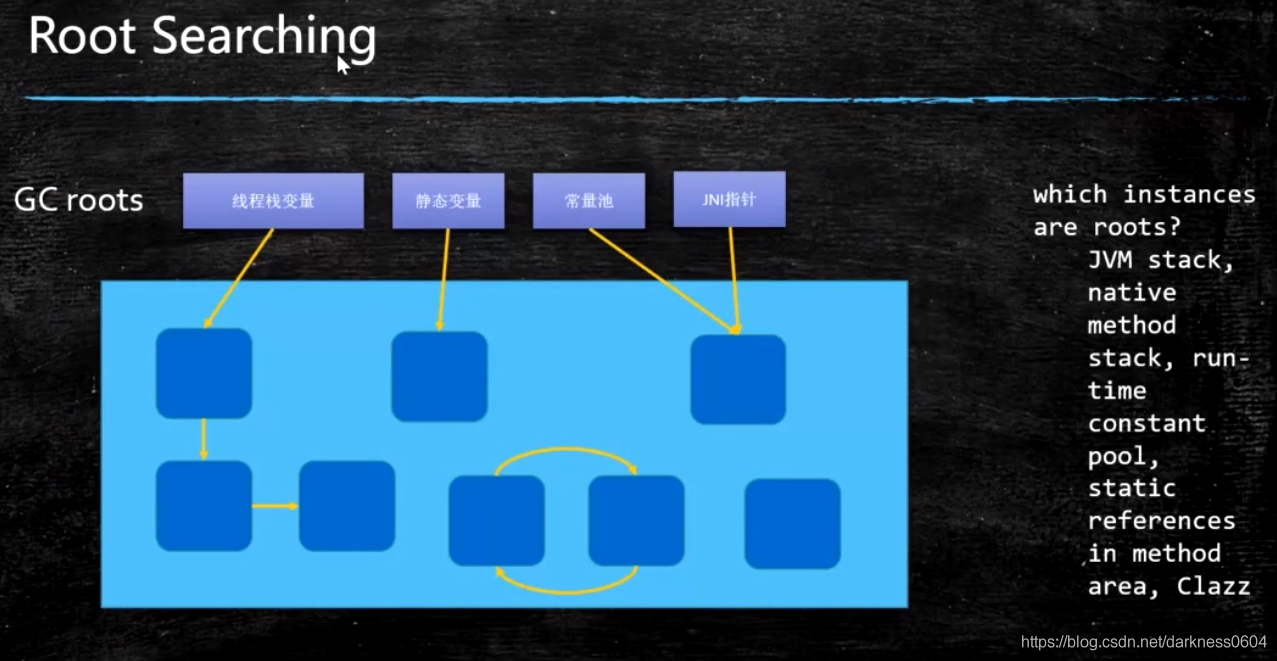 Root Searching
GC roots
线程栈变量
静态变量
常量池
JNI指针
which instances
are roots?
JVM stack,
native
method
stack, run-
time
constant
pool,
static
references
in method
area, Clazz
https://blog.csdn.net/darkness0604